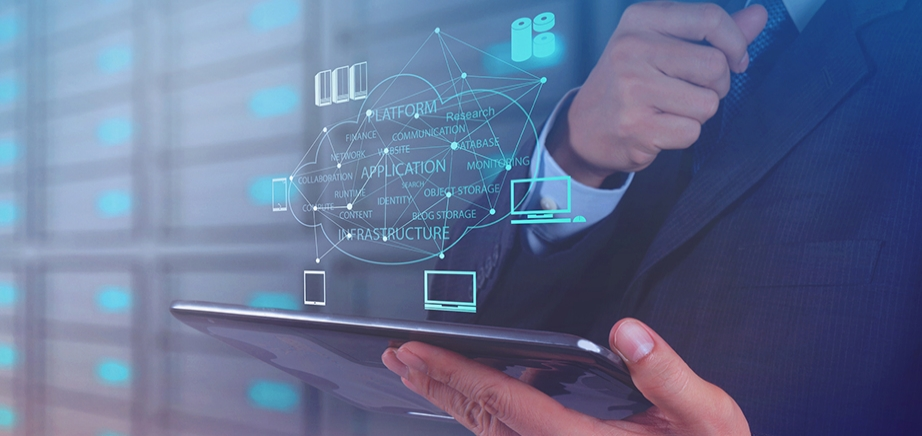 PLATFORM
Research
FINANCE
COMMUNICATION
DATABASE
NETWORK
WEBSITE
MONITORING
COLLABORATION
APPLICATION
SEARCH
RUNTIME
IDENTITY
OBJECT STORAGE
COMPUTE
CONTENT
BLOG STORAGE
INFRASTRUCTURE